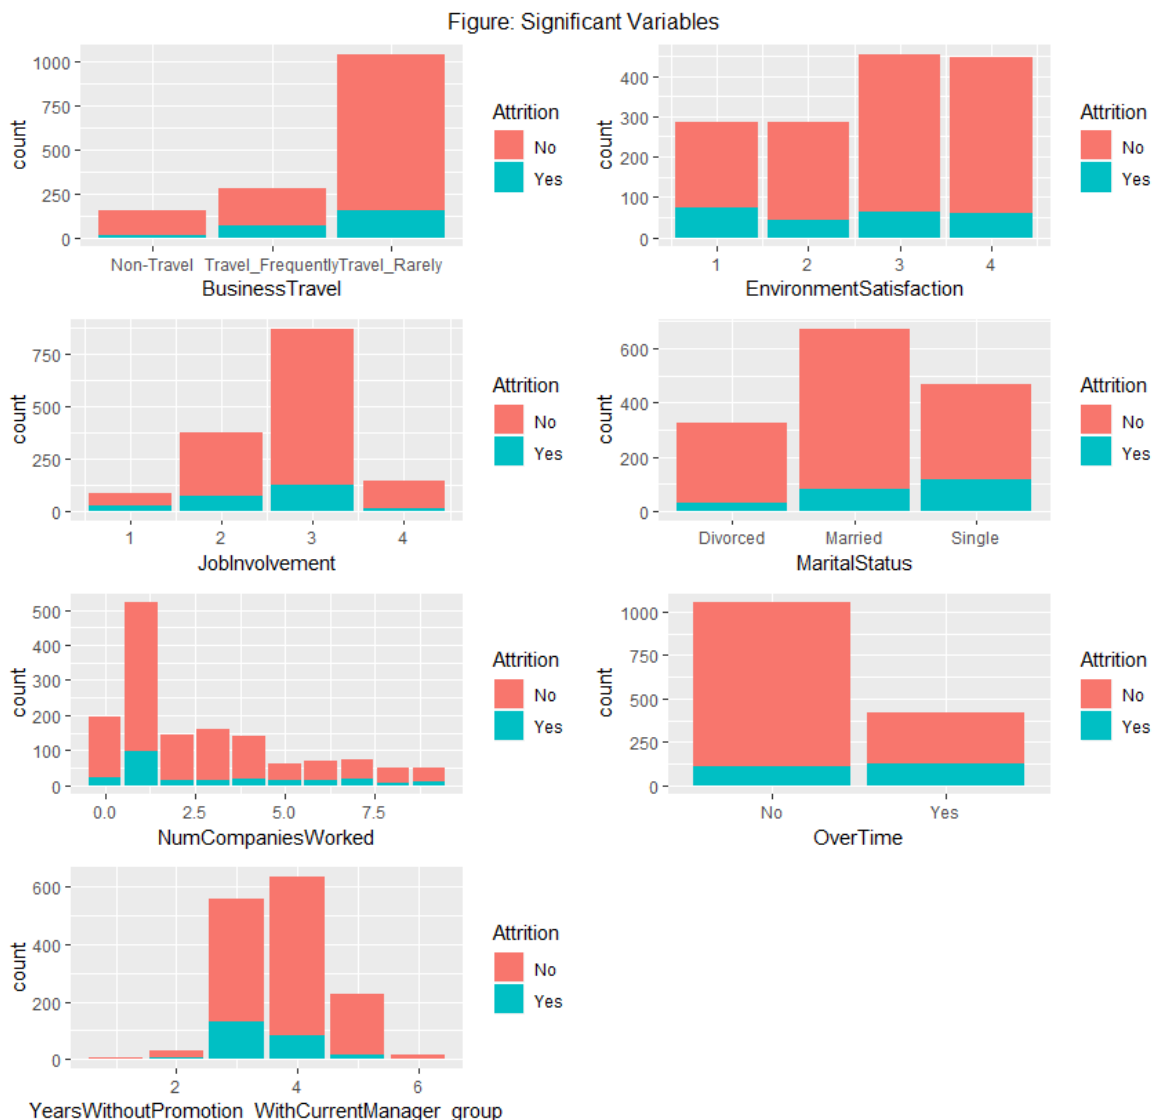 Figure: Significant Variables
count
1000
750
500
250
0
Non-Travel Travel_Frequently Travel_Rarely
BusinessTravel
Attrition
No
Yes
count
400
300
200
100
0
1 2 3 4
EnvironmentSatisfaction
Attrition
No
Yes
count
750
500
250
0
1 2 3 4
JobInvolvement
Attrition
No
Yes
count
600
400
200
0
Divorced Married Single
MaritalStatus
Attrition
No
Yes
count
500
400
300
200
100
0
0.0 2.5 5.0 7.5
NumCompaniesWorked
Attrition
No
Yes
count
1000
750
500
250
0
No Yes
OverTime
Attrition
No
Yes
count
600
400
200
0
2 4 6
YearsWithoutPromotion_WithCurrentManager_group
Attrition
No
Yes